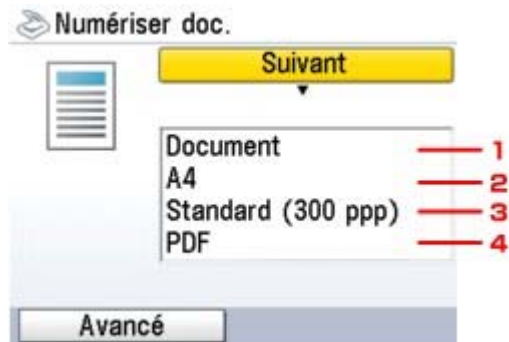 Numériser doc.
Suivant
Document 1
A4 2
Standard (300 ppp) 3
PDF 4
Avancé